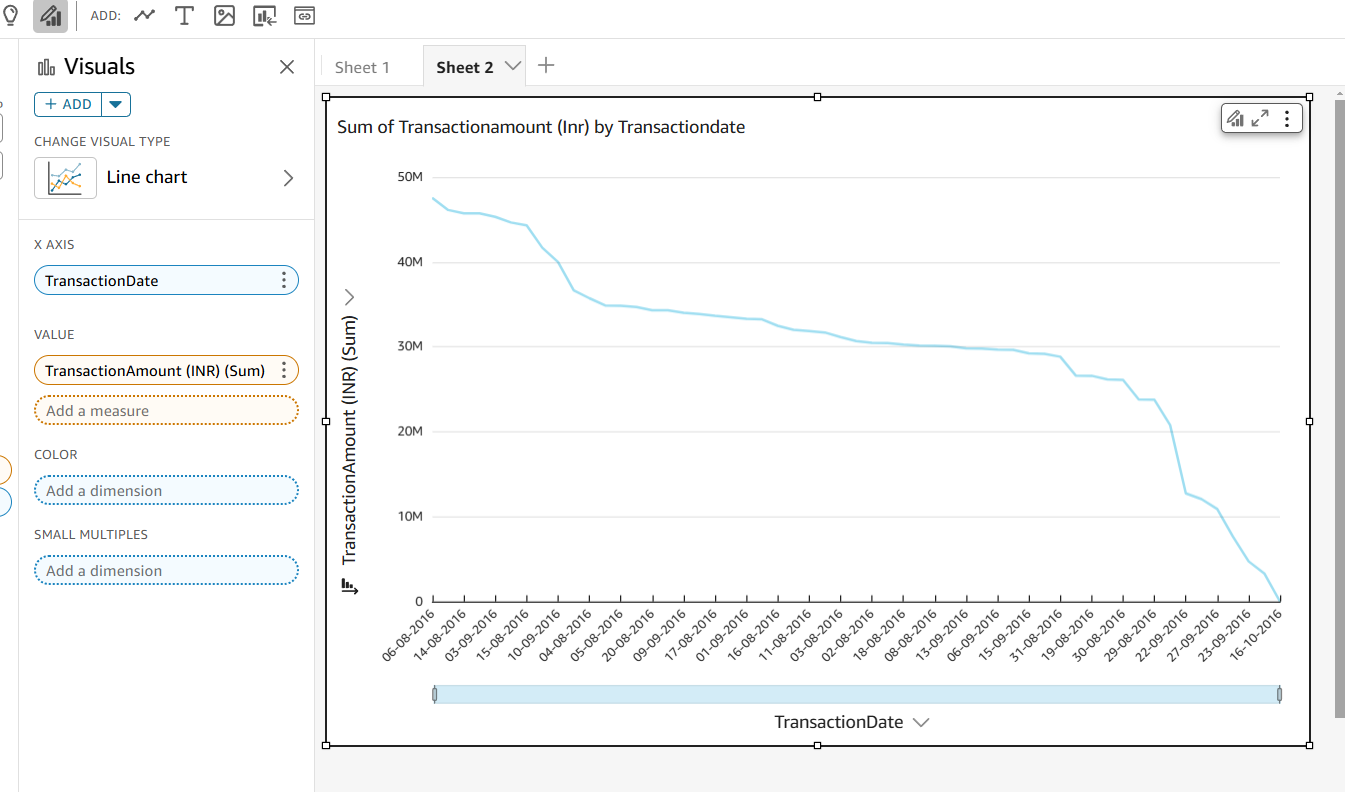 ADD:
Visuals
+ ADD
CHANGE VISUAL TYPE
Line chart
X AXIS
TransactionDate
VALUE
TransactionAmount (INR) (Sum)
Add a measure
COLOR
Add a dimension
SMALL MULTIPLES
Add a dimension
Sheet 1
Sheet 2
Sum of Transactionamount (Inr) by Transactiondate
TransactionAmount (INR) (Sum)
50M
40M
30M
20M
10M
0
06-08-2016
14-08-2016
03-09-2016
15-08-2016
10-09-2016
04-08-2016
05-08-2016
20-08-2016
09-09-2016
17-08-2016
01-09-2016
16-08-2016
11-08-2016
03-08-2016
02-08-2016
18-08-2016
08-08-2016
13-09-2016
06-09-2016
15-09-2016
31-08-2016
19-08-2016
30-08-2016
29-08-2016
22-09-2016
27-09-2016
23-09-2016
16-10-2016
TransactionDate